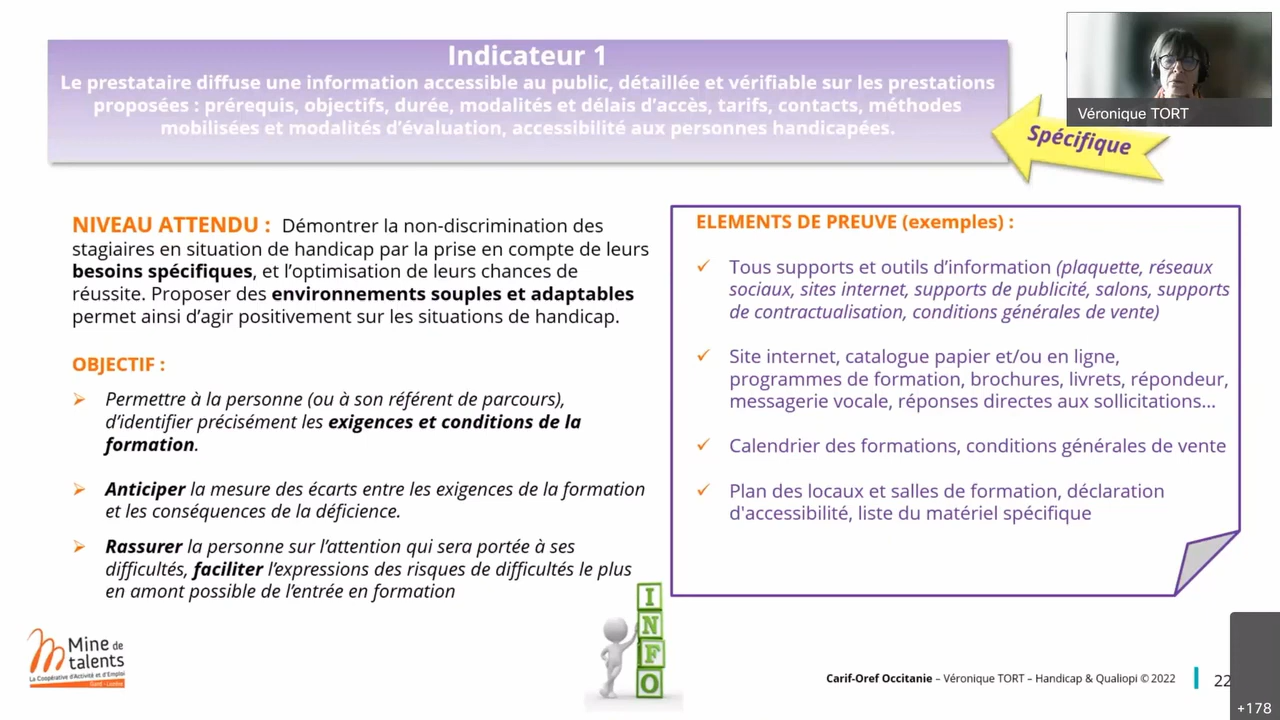 Indicateur 1
Le prestataire diffuse une information accessible au public, détaillée et vérifiable sur les prestations
proposées : prérequis, objectifs, durée, modalités et délais d'accès, tarifs, contacts, méthodes
mobilisées et modalités d'évaluation, accessibilité aux personnes handicapées.
Véronique TORT
Spécifique
NIVEAU ATTENDU : Démontrer la non-discrimination des
stagiaires en situation de handicap par la prise en compte de leurs
besoins spécifiques, et l'optimisation de leurs chances de
réussite. Proposer des environnements souples et adaptables
permet ainsi d'agir positivement sur les situations de handicap.
OBJECTIF :
Permettre à la personne (ou à son référent de parcours),
d'identifier précisément les exigences et conditions de la
formation.
Anticiper la mesure des écarts entre les exigences de la formation
et les conséquences de la déficience.
Rassurer la personne sur l'attention qui sera portée à ses
difficultés, faciliter l'expressions des risques de difficultés le plus
en amont possible de l'entrée en formation
ELEMENTS DE PREUVE (exemples) :
Tous supports et outils d'information (plaquette, réseaux
sociaux, sites internet, supports de publicité, salons, supports
de contractualisation, conditions générales de vente)
Site internet, catalogue papier et/ou en ligne,
programmes de formation, brochures, livrets, répondeur,
messagerie vocale, réponses directes aux sollicitations...
Calendrier des formations, conditions générales de vente
Plan des locaux et salles de formation, déclaration
d'accessibilité, liste du matériel spécifique
INFO
Mine de
talents
La Coopérative d'Activité et d'Emploi
Gard - Lozère
Carif-Oref Occitanie – Véronique TORT – Handicap & Qualiopi © 2022
22
+178